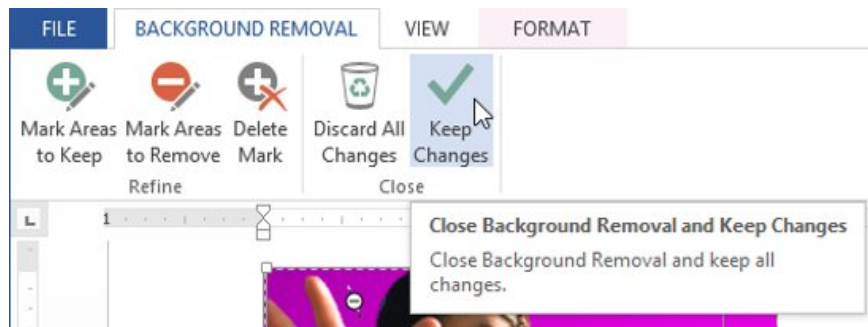 FILE BACKGROUND REMOVAL VIEW FORMAT
Mark Areas Mark Areas Delete Discard All Keep
to Keep to Remove Mark Changes Changes
Refine Close
L 1
Close Background Removal and Keep Changes
Close Background Removal and keep all
changes.